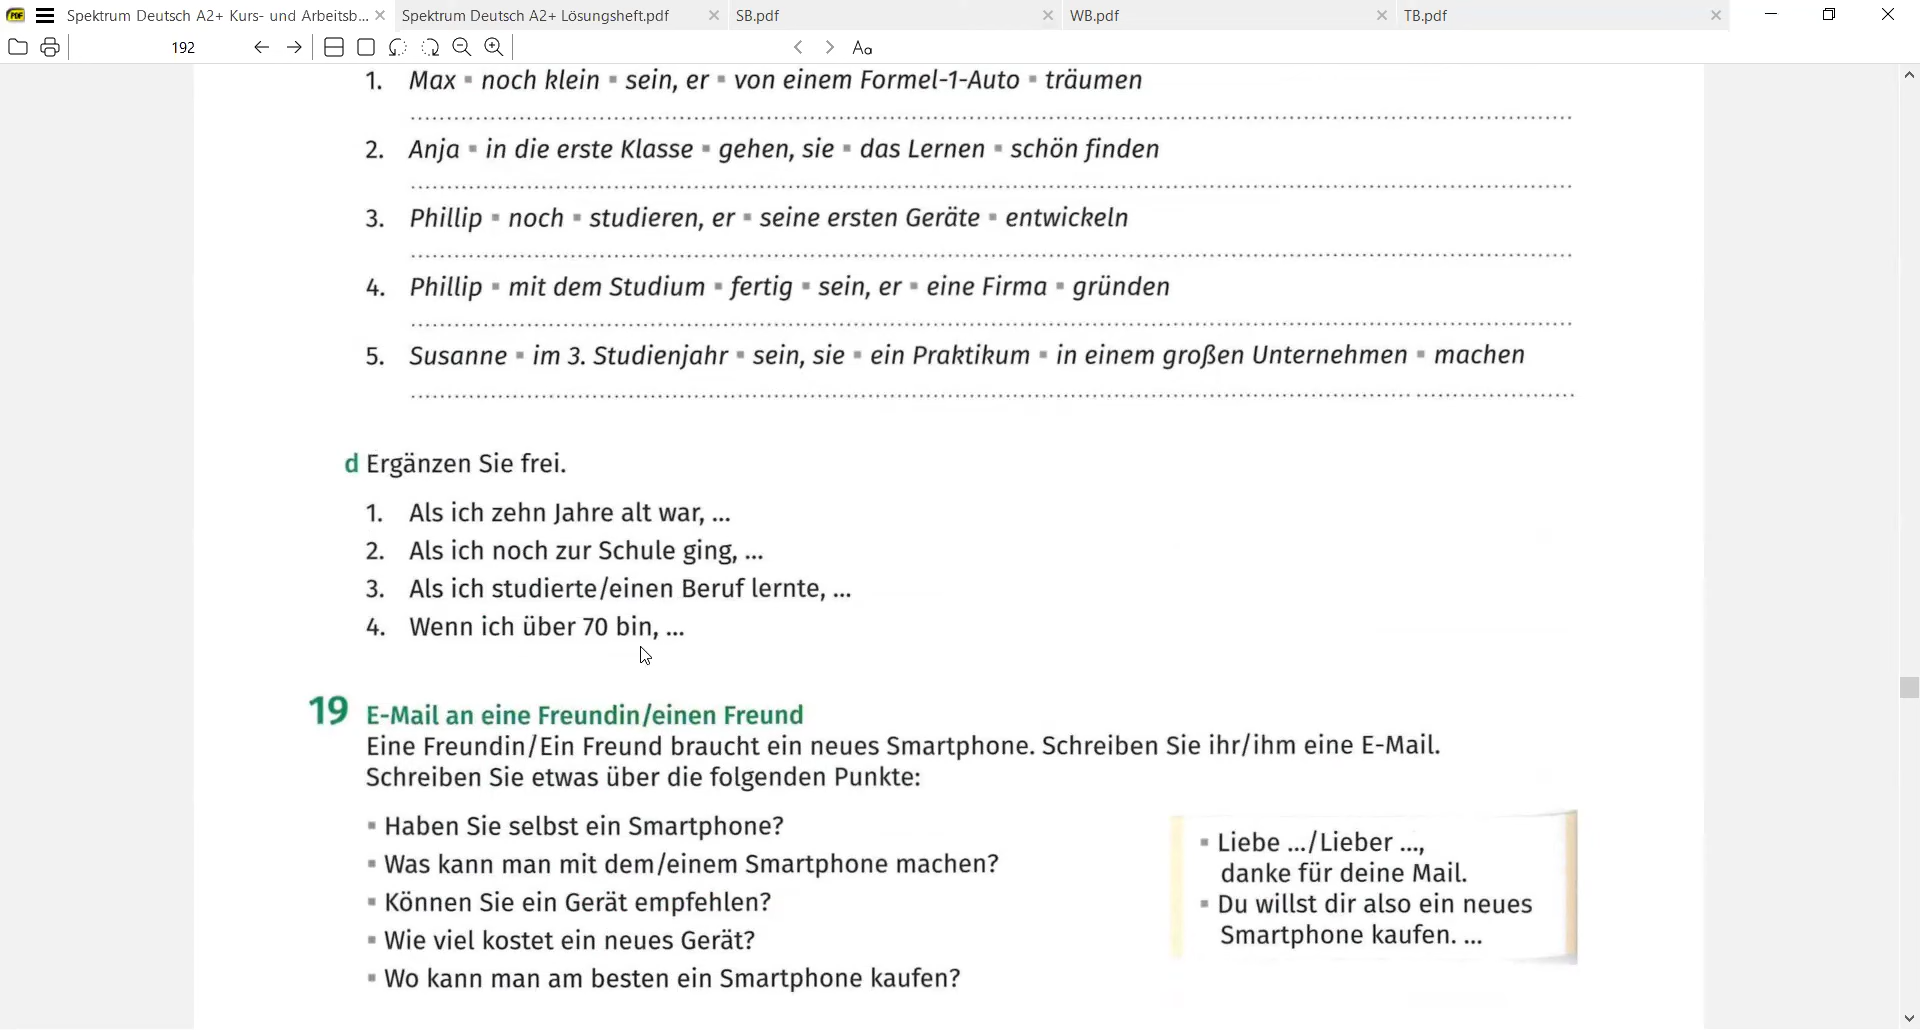 Spektrum Deutsch A2+ Kurs- und Arbeitsb... Spektrum Deutsch A2+ Lösungsheft.pdf SB.pdf WB.pdf TB.pdf
192 Aa
1. Max ▪ noch klein ▪ sein, er ▪ von einem Formel-1-Auto ▪ träumen
2. Anja ▪ in die erste Klasse ▪ gehen, sie ▪ das Lernen ▪ schön finden
3. Phillip ▪ noch ▪ studieren, er ▪ seine ersten Geräte ▪ entwickeln
4. Phillip ▪ mit dem Studium ▪ fertig ▪ sein, er ▪ eine Firma ▪ gründen
5. Susanne ▪ im 3. Studienjahr ▪ sein, sie ▪ ein Praktikum ▪ in einem großen Unternehmen ▪ machen
d Ergänzen Sie frei.
1. Als ich zehn Jahre alt war, ...
2. Als ich noch zur Schule ging, ...
3. Als ich studierte/einen Beruf lernte, ...
4. Wenn ich über 70 bin, ...
19 E-Mail an eine Freundin/einen Freund
Eine Freundin/Ein Freund braucht ein neues Smartphone. Schreiben Sie ihr/ihm eine E-Mail.
Schreiben Sie etwas über die folgenden Punkte:
▪ Haben Sie selbst ein Smartphone?
▪ Was kann man mit dem/einem Smartphone machen?
▪ Können Sie ein Gerät empfehlen?
▪ Wie viel kostet ein neues Gerät?
▪ Wo kann man am besten ein Smartphone kaufen?
▪ Liebe .../Lieber ...,
danke für deine Mail.
▪ Du willst dir also ein neues
Smartphone kaufen. ...